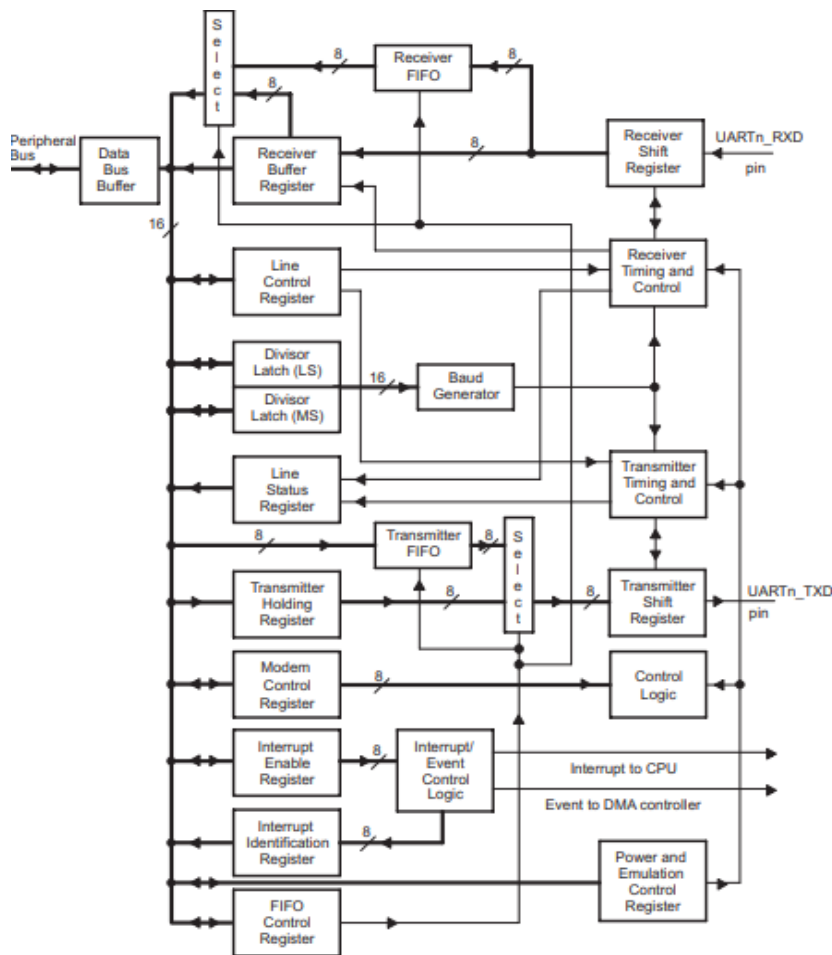 S
e
l
e
c
t
8
Receiver
FIFO
8
8
Peripheral
Bus
Data
Bus
Buffer
Receiver
Buffer
Register
8
Receiver
Shift
Register
UARTn_RXD
pin
16
Line
Control
Register
Receiver
Timing and
Control
Divisor
Latch (LS)
Divisor
Latch (MS)
16
Baud
Generator
Line
Status
Register
Transmitter
Timing and
Control
8
Transmitter
FIFO
8
S
e
l
e
c
t
Transmitter
Holding
Register
8
8
Transmitter
Shift
Register
UARTn_TXD
pin
Modem
Control
Register
8
Control
Logic
Interrupt
Enable
Register
8
Interrupt/
Event
Control
Logic
Interrupt to CPU
Event to DMA controller
Interrupt
Identification
Register
8
Power and
Emulation
Control
Register
FIFO
Control
Register